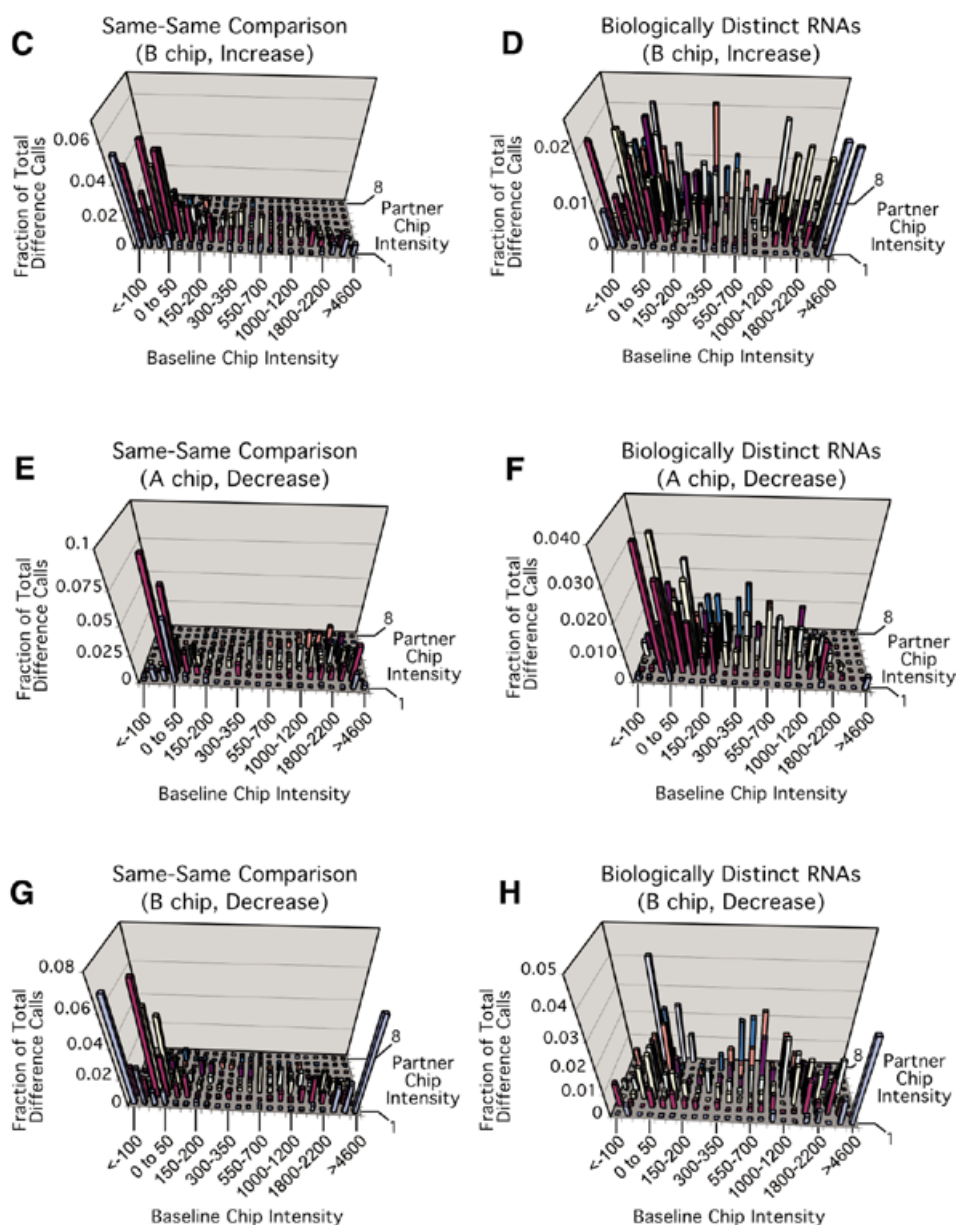 C
Same-Same Comparison
(B chip, Increase)
Fraction of Total
Difference Calls
0.06
0.04
0.02
0
8
Partner
Chip
Intensity
1
<-100
0 to 50
150-200
300-350
550-700
1000-1200
1800-2200
>4600
Baseline Chip Intensity
D
Biologically Distinct RNAs
(B chip, Increase)
Fraction of Total
Difference Calls
0.02
0.01
0
8
Partner
Chip
Intensity
1
<-100
0 to 50
150-200
300-350
550-700
1000-1200
1800-2200
>4600
Baseline Chip Intensity
E
Same-Same Comparison
(A chip, Decrease)
Fraction of Total
Difference Calls
0.1
0.075
0.05
0.025
0
8
Partner
Chip
Intensity
1
<-100
0 to 50
150-200
300-350
550-700
1000-1200
1800-2200
>4600
Baseline Chip Intensity
F
Biologically Distinct RNAs
(A chip, Decrease)
Fraction of Total
Difference Calls
0.040
0.030
0.020
0.010
0
8
Partner
Chip
Intensity
1
<-100
0 to 50
150-200
300-350
550-700
1000-1200
1800-2200
>4600
Baseline Chip Intensity
G
Same-Same Comparison
(B chip, Decrease)
Fraction of Total
Difference Calls
0.08
0.06
0.04
0.02
0
8
Partner
Chip
Intensity
1
<-100
0 to 50
150-200
300-350
550-700
1000-1200
1800-2200
>4600
Baseline Chip Intensity
H
Biologically Distinct RNAs
(B chip, Decrease)
Fraction of Total
Difference Calls
0.05
0.04
0.03
0.02
0.01
0
8
Partner
Chip
Intensity
1
<-100
0 to 50
150-200
300-350
550-700
1000-1200
1800-2200
>4600
Baseline Chip Intensity